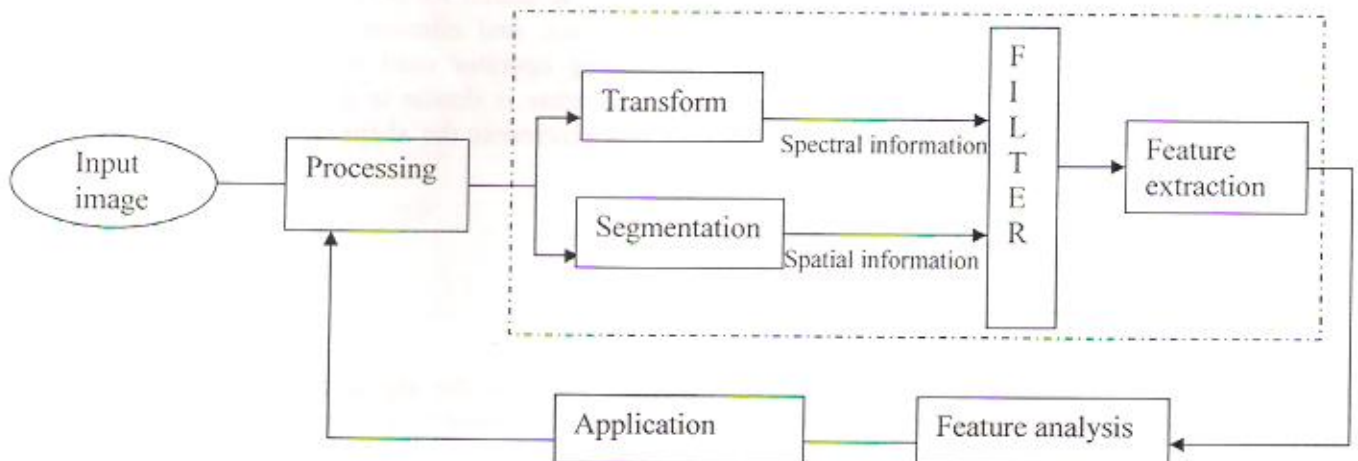 Input
image
Processing
Transform
Spectral information
Segmentation
Spatial information
F
I
L
T
E
R
Feature
extraction
Feature analysis
Application